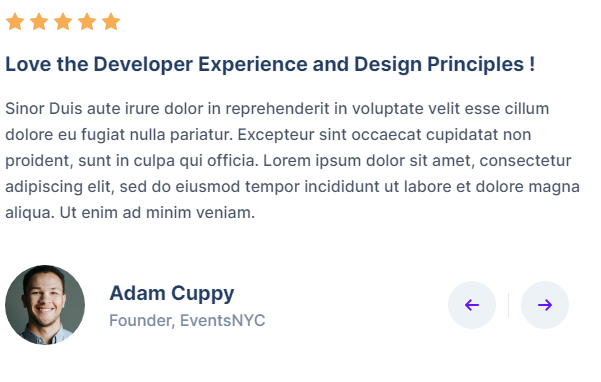 Love the Developer Experience and Design Principles !
Sinor Duis aute irure dolor in reprehenderit in voluptate velit esse cillum
dolore eu fugiat nulla pariatur. Excepteur sint occaecat cupidatat non
proident, sunt in culpa qui officia. Lorem ipsum dolor sit amet, consectetur
adipiscing elit, sed do eiusmod tempor incididunt ut labore et dolore magna
aliqua. Ut enim ad minim veniam.
Adam Cuppy
Founder, EventsNYC